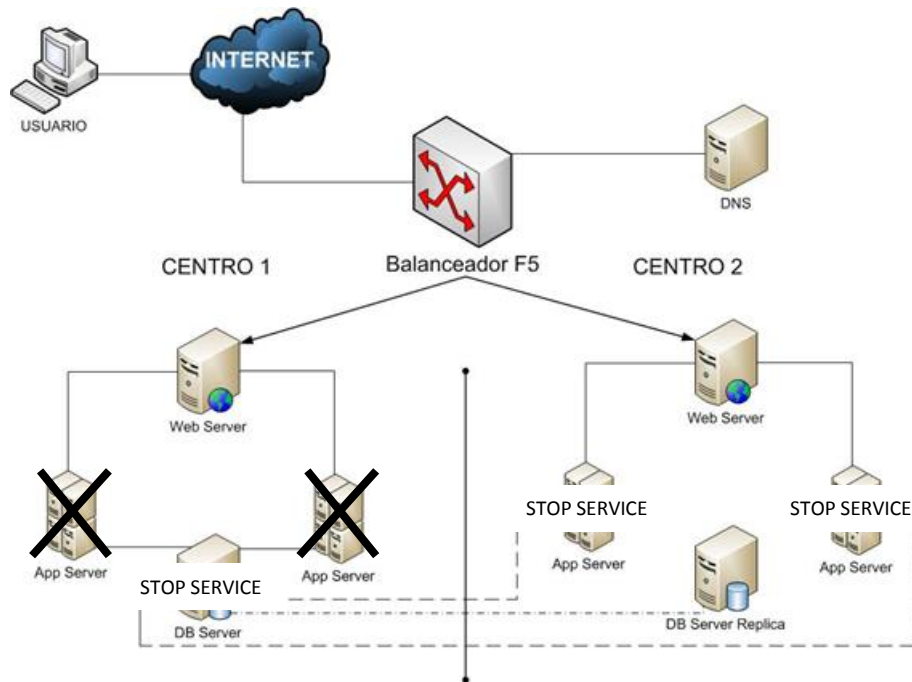 INTERNET
USUARIO
DNS
CENTRO 1
Balanceador F5
CENTRO 2
Web Server
Web Server
STOP SERVICE
STOP SERVICE
App Server
App Server
App Server
App Server
STOP SERVICE
DB Server
DB Server Replica